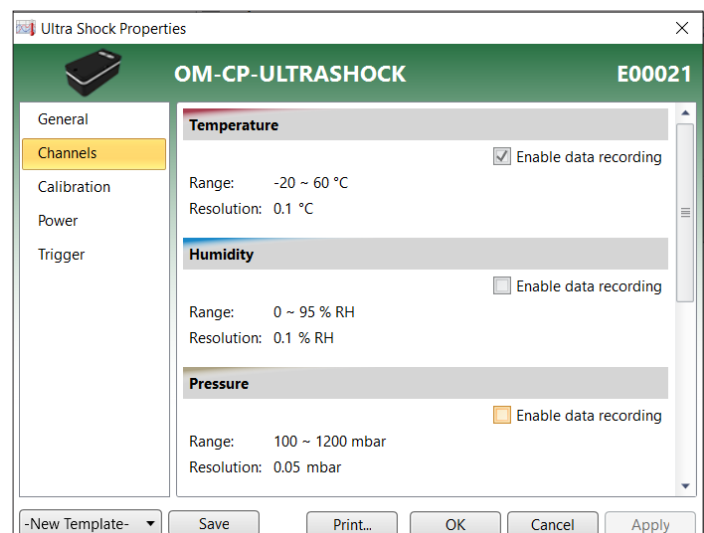 Ultra Shock Properties
OM-CP-ULTRASHOCK E00021
General
Channels
Calibration
Power
Trigger
Temperature
Enable data recording
Range: -20 ~ 60 °C
Resolution: 0.1 °C
Humidity
Enable data recording
Range: 0 ~ 95 % RH
Resolution: 0.1 % RH
Pressure
Enable data recording
Range: 100 ~ 1200 mbar
Resolution: 0.05 mbar
-New Template- Save Print... OK Cancel Apply